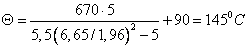 Θ = 670·5 / (5,5(6,65/1,96)² − 5) + 90 = 145⁰C